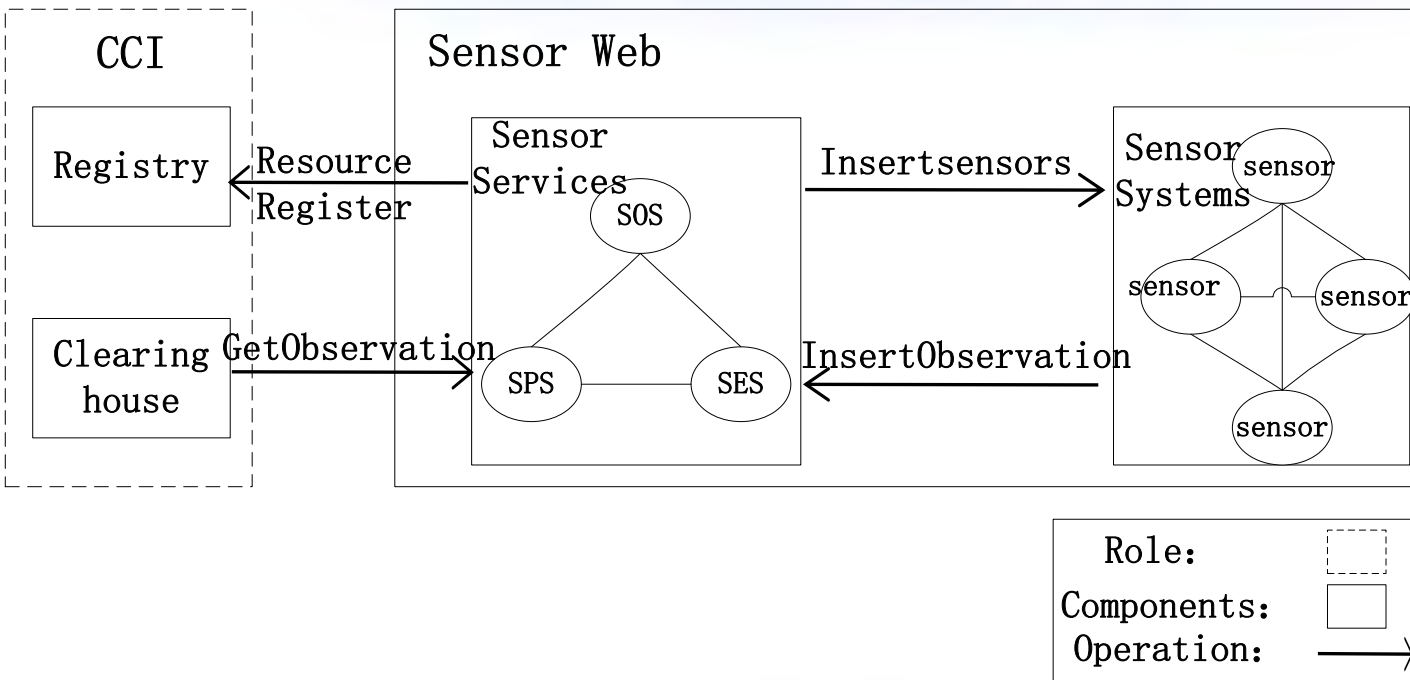 CCI
Registry
Clearing
house
Resource
Register
GetObservation
Sensor Web
Sensor
Services
SOS
SPS
SES
Insertsensors
InsertObservation
Sensor
Systems
sensor
sensor
sensor
sensor
Role:
Components:
Operation: